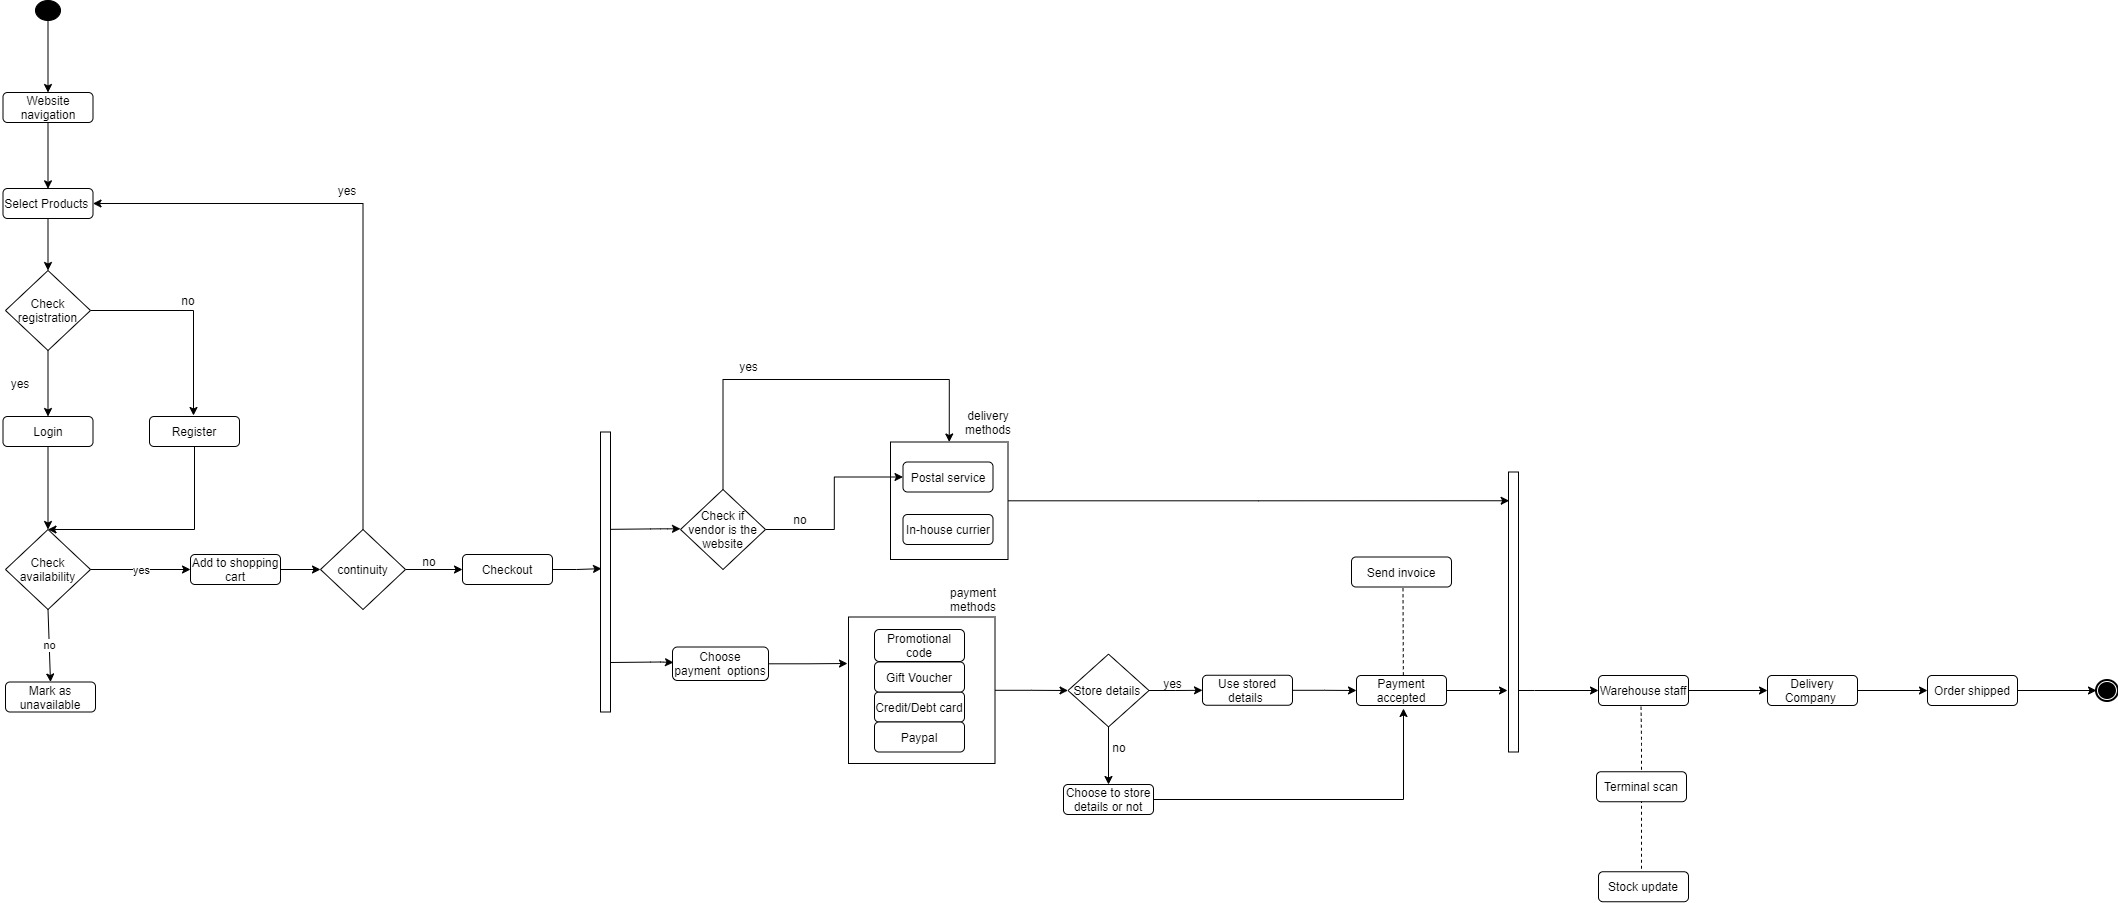 Website
navigation
Select Products
yes
Check
registration
no
yes
Login
Register
Check
availability
yes
Add to shopping
cart
continuity
no
Checkout
no
Mark as
unavailable
yes
Check if
vendor is the
website
no
delivery
methods
Postal service
In-house currier
Choose
payment options
payment
methods
Promotional
code
Gift Voucher
Credit/Debt card
Paypal
Store details
yes
Use stored
details
no
Choose to store
details or not
Send invoice
Payment
accepted
Warehouse staff
Terminal scan
Stock update
Delivery
Company
Order shipped